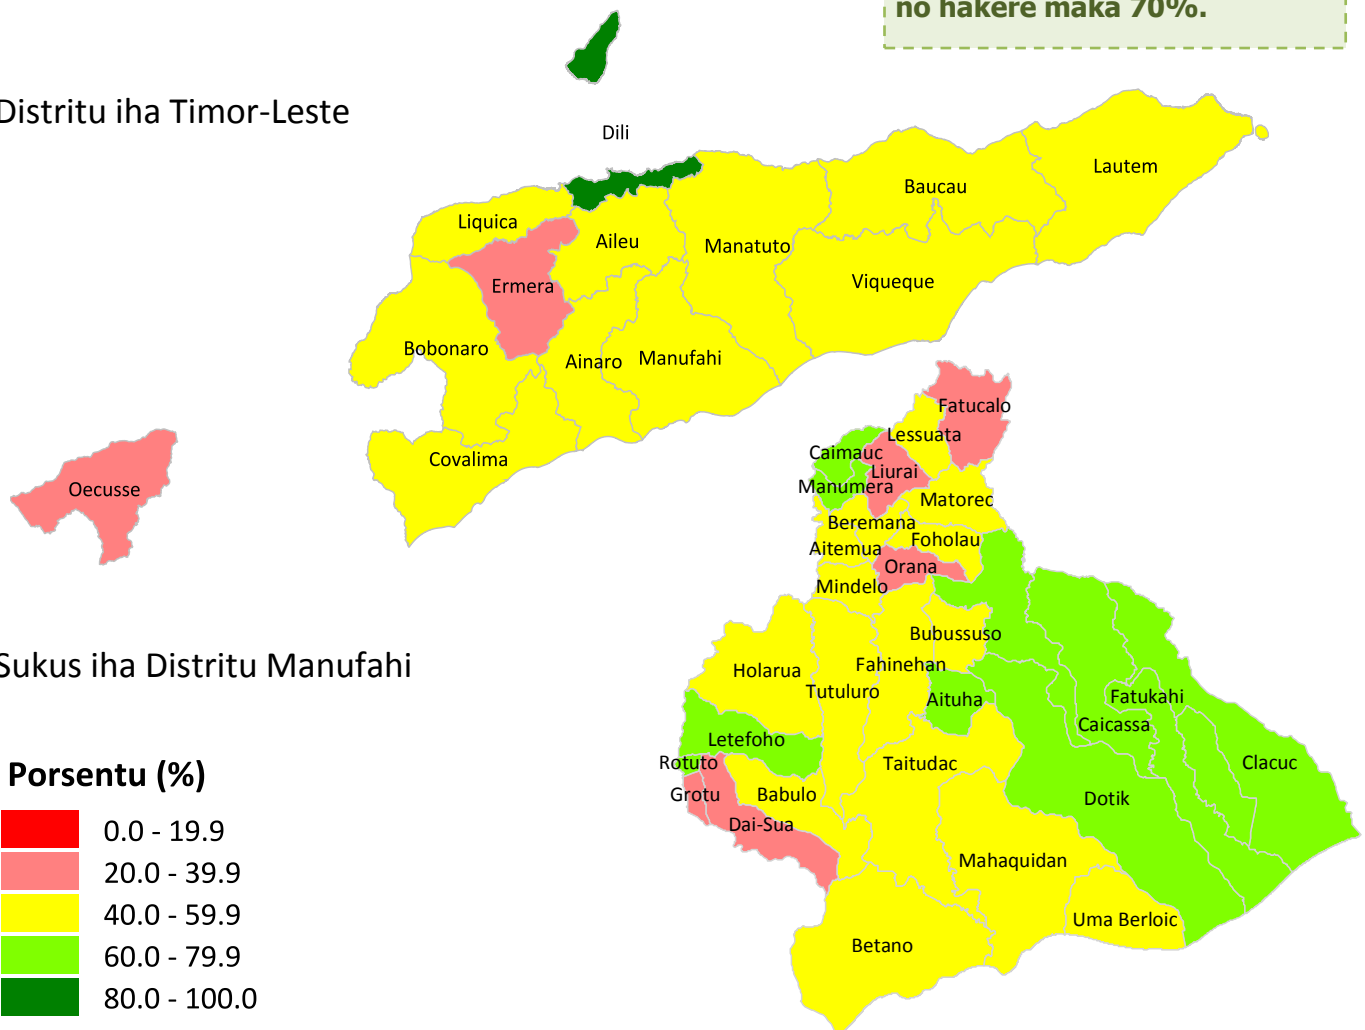 no hakere maka 70%.
Distritu iha Timor-Leste
Dili
Lautem
Baucau
Liquica
Aileu
Manatuto
Viqueque
Ermera
Bobonaro
Ainaro
Manufahi
Covalima
Oecusse
Fatucalo
Lessuata
Caimauc
Liurai
Manumera
Matorec
Beremana
Foholau
Aitemua
Orana
Mindelo
Bubussuso
Fahinehan
Holarua
Tutuluro
Aituha
Fatukahi
Caicassa
Letefoho
Rotuto
Taitudac
Clacuc
Grotu
Babulo
Dotik
Dai-Sua
Mahaquidan
Uma Berloic
Betano
Sukus iha Distritu Manufahi
Porsentu (%)
0.0 - 19.9
20.0 - 39.9
40.0 - 59.9
60.0 - 79.9
80.0 - 100.0